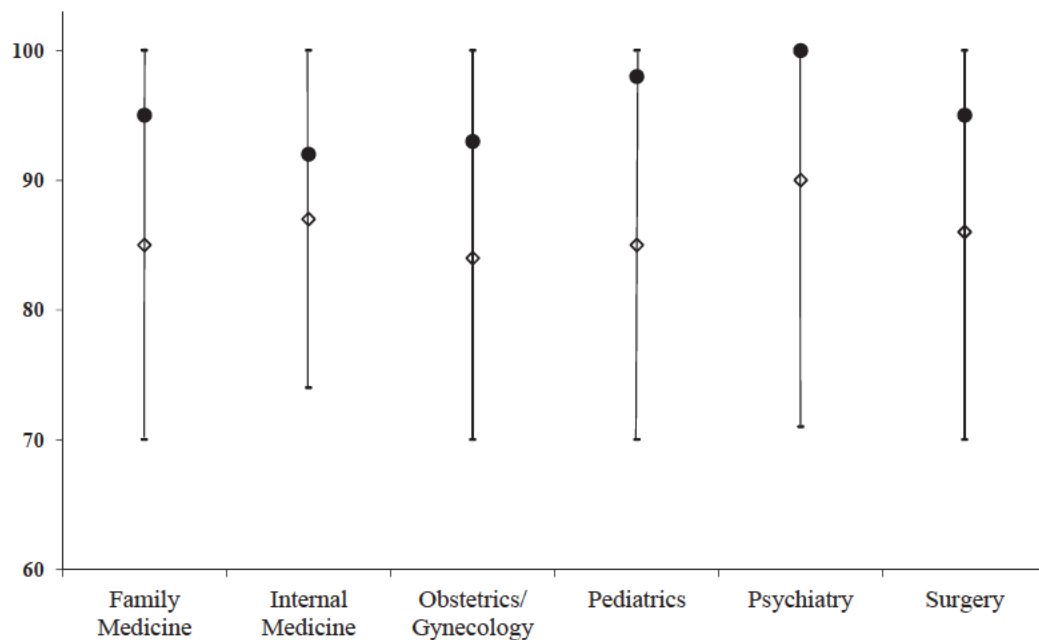 100
90
80
70
60
Family
Medicine
Internal
Medicine
Obstetrics/
Gynecology
Pediatrics
Psychiatry
Surgery